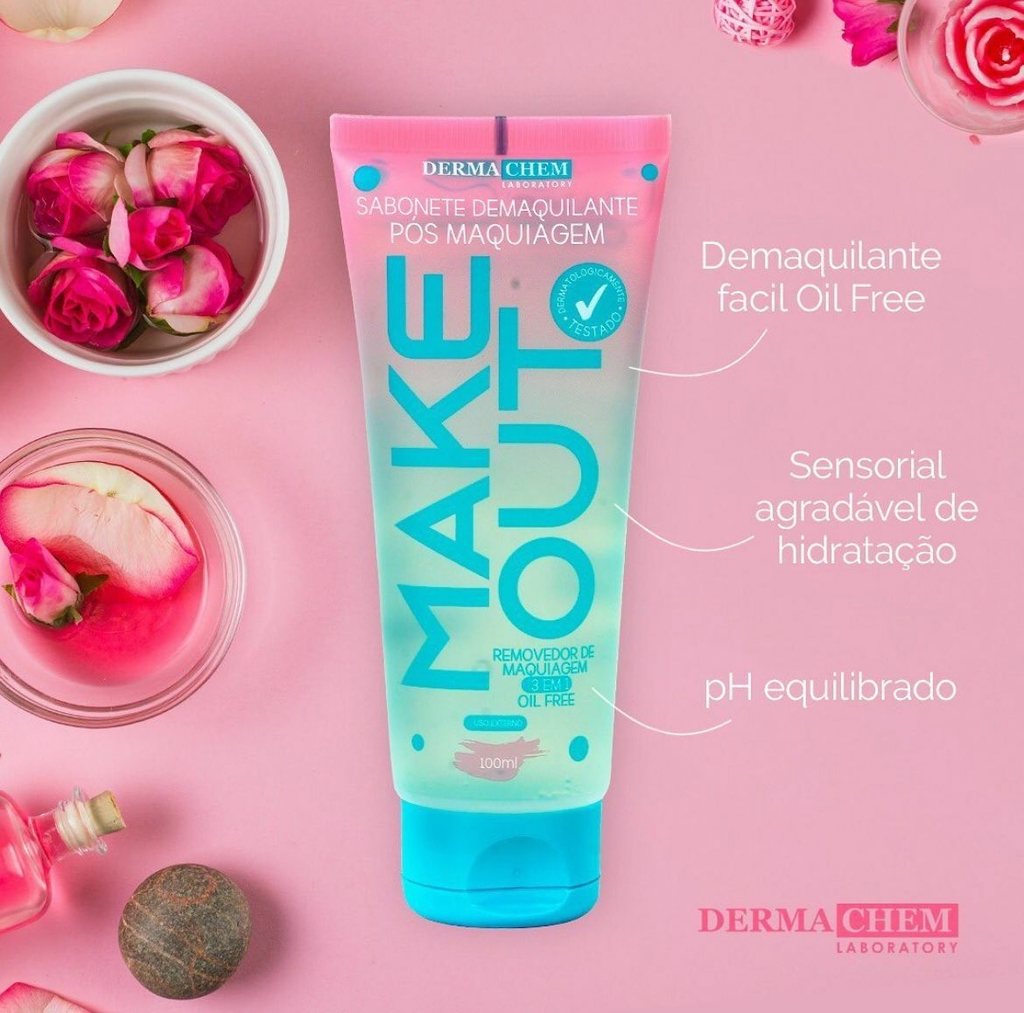 DERMA CHEM
LABORATORY
SABONETE DEMAQUILANTE
PÓS MAQUIAGEM
MAKE
OUT
DERMATOLOGICAMENTE
TESTADO
REMOVEDOR DE
MAQUIAGEM
3 EM 1
OIL FREE
USO EXTERNO
100ml
Demaquilante
facil Oil Free
Sensorial
agradável de
hidratação
pH equilibrado
DERMA CHEM
LABORATORY